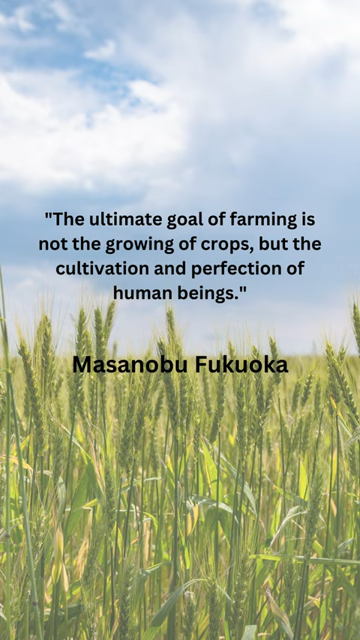 "The ultimate goal of farming is
not the growing of crops, but the
cultivation and perfection of
human beings."
Masanobu Fukuoka